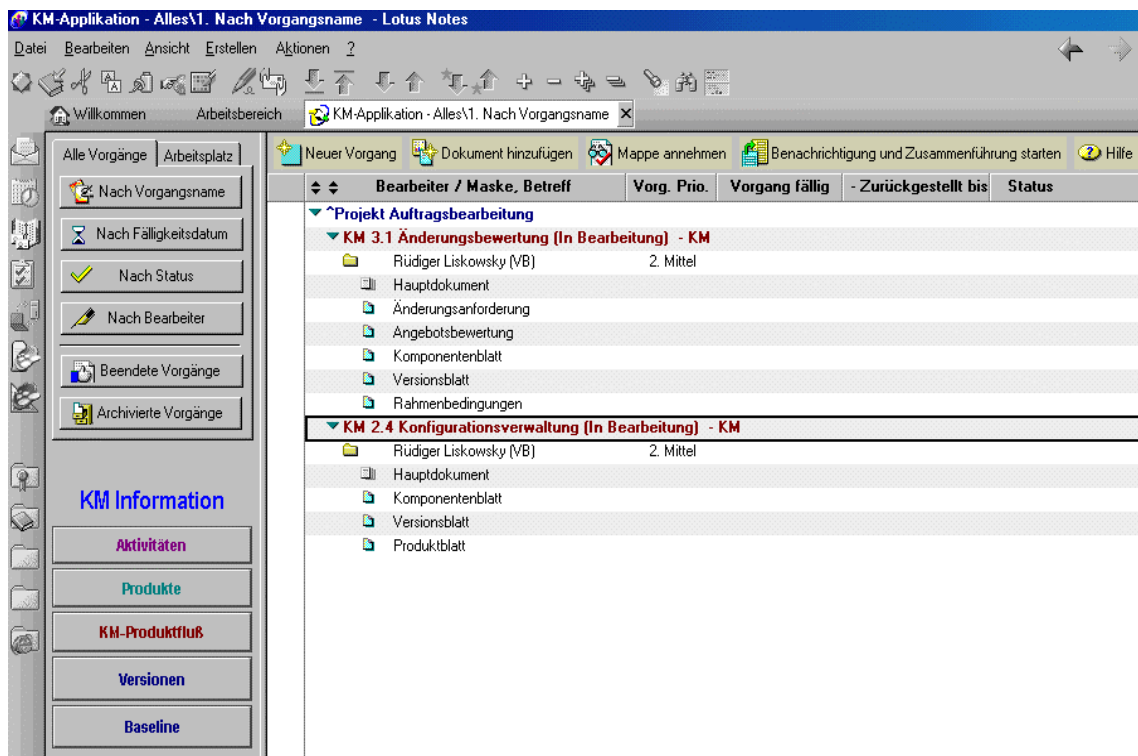 KM-Applikation - Alles\1. Nach Vorgangsname - Lotus Notes
Datei Bearbeiten Ansicht Erstellen Aktionen ?
Willkommen Arbeitsbereich KM-Applikation - Alles\1. Nach Vorgangsname
Alle Vorgänge Arbeitsplatz
Nach Vorgangsname
Nach Fälligkeitsdatum
Nach Status
Nach Bearbeiter
Beendete Vorgänge
Archivierte Vorgänge
KM Information
Aktivitäten
Produkte
KM-Produktfluß
Versionen
Baseline
Neuer Vorgang Dokument hinzufügen Mappe annehmen Benachrichtigung und Zusammenführung starten Hilfe
Bearbeiter / Maske, Betreff Vorg. Prio. Vorgang fällig - Zurückgestellt bis Status
^Projekt Auftragsbearbeitung
KM 3.1 Änderungsbewertung (In Bearbeitung) - KM
Rüdiger Liskowsky (VB) 2. Mittel
Hauptdokument
Änderungsanforderung
Angebotsbewertung
Komponentenblatt
Versionsblatt
Rahmenbedingungen
KM 2.4 Konfigurationsverwaltung (In Bearbeitung) - KM
Rüdiger Liskowsky (VB) 2. Mittel
Hauptdokument
Komponentenblatt
Versionsblatt
Produktblatt